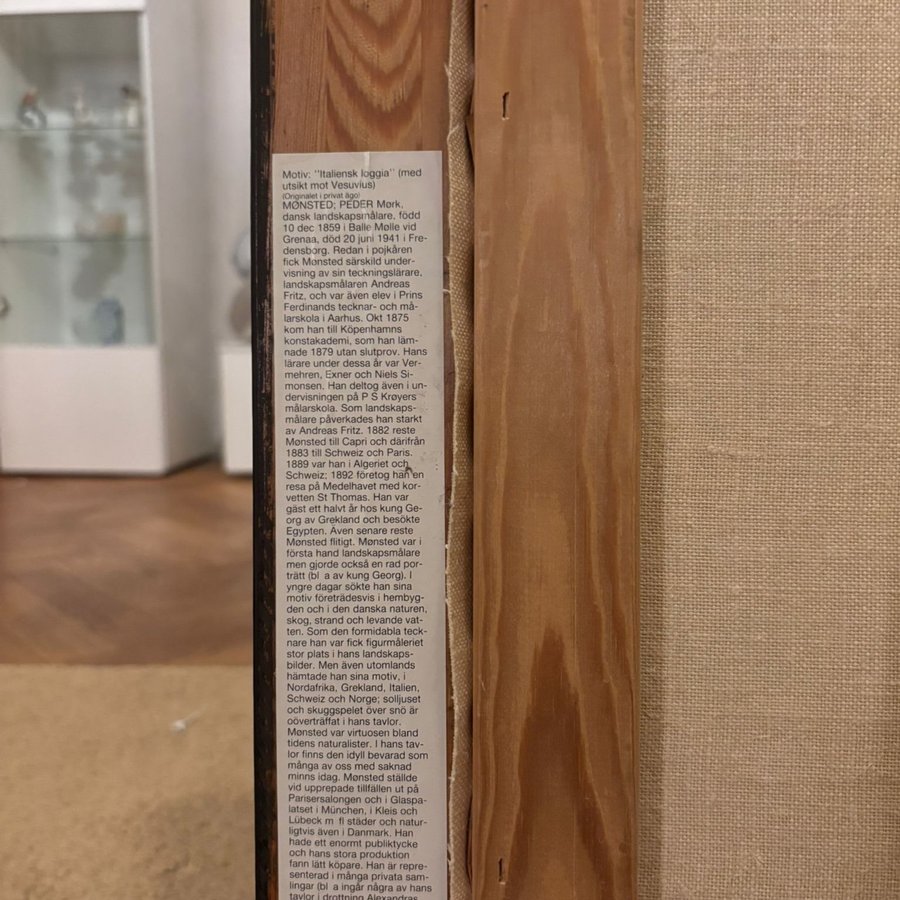 Motiv: ''Italiensk loggia'' (med
utsikt mot Vesuvius)
(Originalet i privat ägo)
MØNSTED; PEDER Mørk,
dansk landskapsmålare, född
10 dec 1859 i Balle Mølle vid
Grenaa, död 20 juni 1941 i Fre-
densborg. Redan i pojkåren
fick Mønsted särskild under-
visning av sin teckningslärare,
landskapsmålaren Andreas
Fritz, och var även elev i Prins
Ferdinands tecknar- och må-
larskola i Aarhus. Okt 1875
kom han till Köpenhamns
konstakademi, som han läm-
nade 1879 utan slutprov. Hans
lärare under dessa år var Ver-
mehren, Exner och Niels Si-
monsen. Han deltog även i un-
dervisningen på P S Krøyers
målarskola. Som landskaps-
målare påverkades han starkt
av Andreas Fritz. 1882 reste
Mønsted till Capri och därifrån
1883 till Schweiz och Paris.
1889 var han i Algeriet och
Schweiz; 1892 företog han en
resa på Medelhavet med kor-
vetten St Thomas. Han var
gäst ett halvt år hos kung Ge-
org av Grekland och besökte
Egypten. Även senare reste
Mønsted flitigt. Mønsted var i
första hand landskapsmålare
men gjorde också en rad por-
trätt (bl a av kung Georg). I
yngre dagar sökte han sina
motiv företrädesvis i hembyg-
den och i den danska naturen,
skog, strand och levande vat-
ten. Som den formidabla teck-
nare han var fick figurmåleriet
stor plats i hans landskaps-
bilder. Men även utomlands
hämtade han sina motiv, i
Nordafrika, Grekland, Italien,
Schweiz och Norge; solljuset
och skuggspelet över snö är
oöverträffat i hans tavlor.
Mønsted var virtuosen bland
tidens naturalister. I hans tav-
lor finns den idyll bevarad som
många av oss med saknad
minns idag. Mønsted ställde
vid upprepade tillfällen ut på
Parisersalongen och i Glaspa-
latset i München, i Kleis och
Lübeck m fl städer och natur-
ligtvis även i Danmark. Han
hade ett enormt publiktycke
och hans stora produktion
fann lätt köpare. Han är repre-
senterad i många privata sam-
lingar (bl a ingår några av hans
tavlor i drottning Alexandras